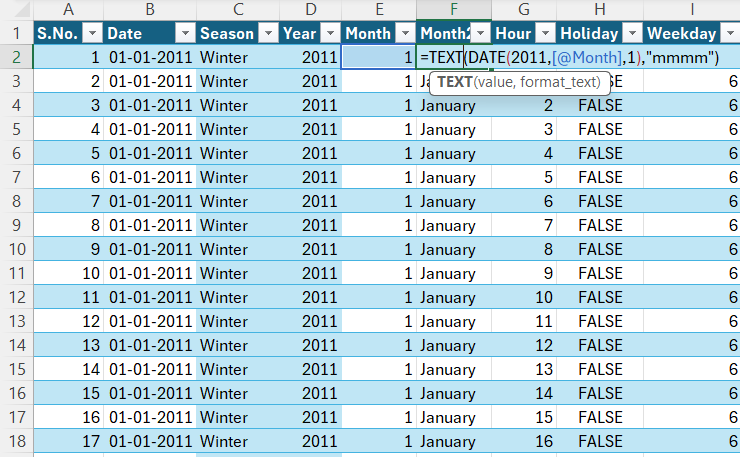 A B C D E F G H I
1 S.No. Date Season Year Month Month2 Hour Holiday Weekday
2 1 01-01-2011 Winter 2011 1 =TEXT(DATE(2011,[@Month],1),"mmmm")
TEXT(value, format_text)
3 2 01-01-2011 Winter 2011 1 6
4 3 01-01-2011 Winter 2011 1 January 2 FALSE 6
5 4 01-01-2011 Winter 2011 1 January 3 FALSE 6
6 5 01-01-2011 Winter 2011 1 January 4 FALSE 6
7 6 01-01-2011 Winter 2011 1 January 5 FALSE 6
8 7 01-01-2011 Winter 2011 1 January 6 FALSE 6
9 8 01-01-2011 Winter 2011 1 January 7 FALSE 6
10 9 01-01-2011 Winter 2011 1 January 8 FALSE 6
11 10 01-01-2011 Winter 2011 1 January 9 FALSE 6
12 11 01-01-2011 Winter 2011 1 January 10 FALSE 6
13 12 01-01-2011 Winter 2011 1 January 11 FALSE 6
14 13 01-01-2011 Winter 2011 1 January 12 FALSE 6
15 14 01-01-2011 Winter 2011 1 January 13 FALSE 6
16 15 01-01-2011 Winter 2011 1 January 14 FALSE 6
17 16 01-01-2011 Winter 2011 1 January 15 FALSE 6
18 17 01-01-2011 Winter 2011 1 January 16 FALSE 6